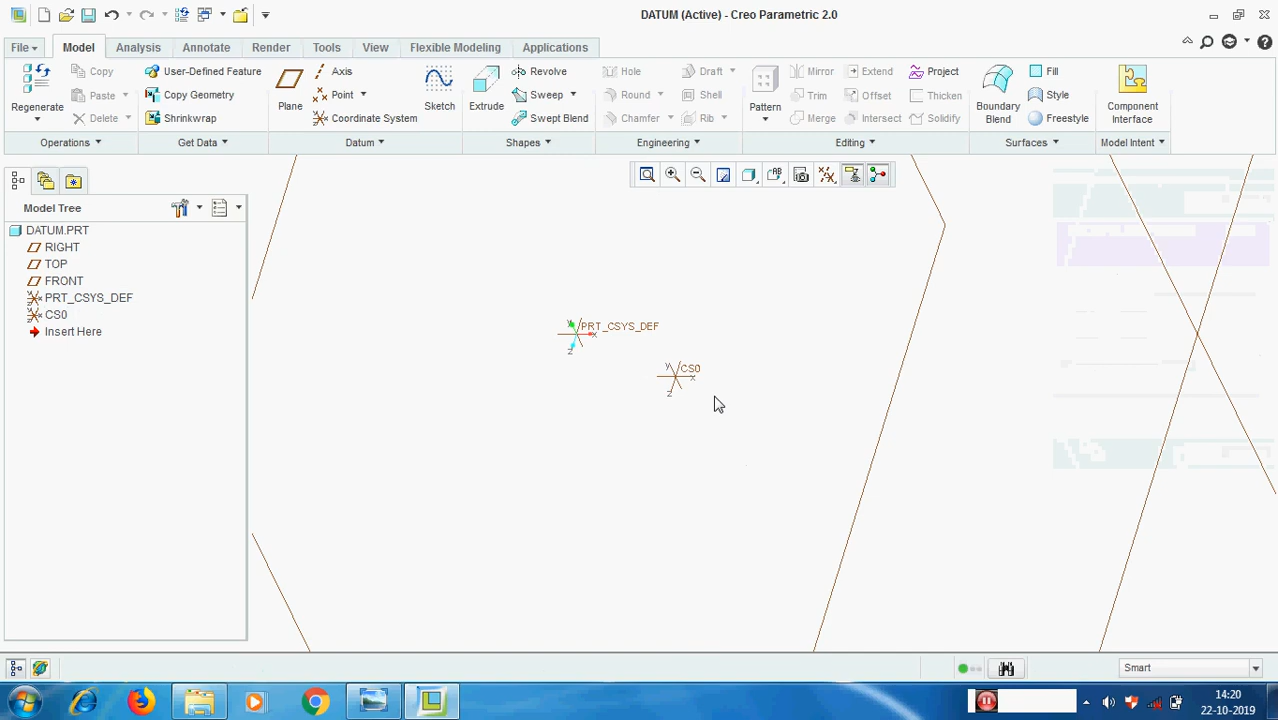 DATUM (Active) - Creo Parametric 2.0
File Model Analysis Annotate Render Tools View Flexible Modeling Applications
Regenerate
Copy
Paste
Delete
Operations
User-Defined Feature
Copy Geometry
Shrinkwrap
Get Data
Plane
Axis
Point
Coordinate System
Datum
Sketch
Extrude
Revolve
Sweep
Swept Blend
Shapes
Hole
Round
Chamfer
Draft
Shell
Rib
Engineering
Pattern
Mirror
Trim
Merge
Extend
Offset
Intersect
Project
Thicken
Solidify
Editing
Boundary
Blend
Fill
Style
Freestyle
Surfaces
Component
Interface
Model Intent
Model Tree
DATUM.PRT
RIGHT
TOP
FRONT
PRT_CSYS_DEF
CS0
Insert Here
Y PRT_CSYS_DEF
X
Z
Y CS0
X
Z
Smart
14:20
22-10-2019